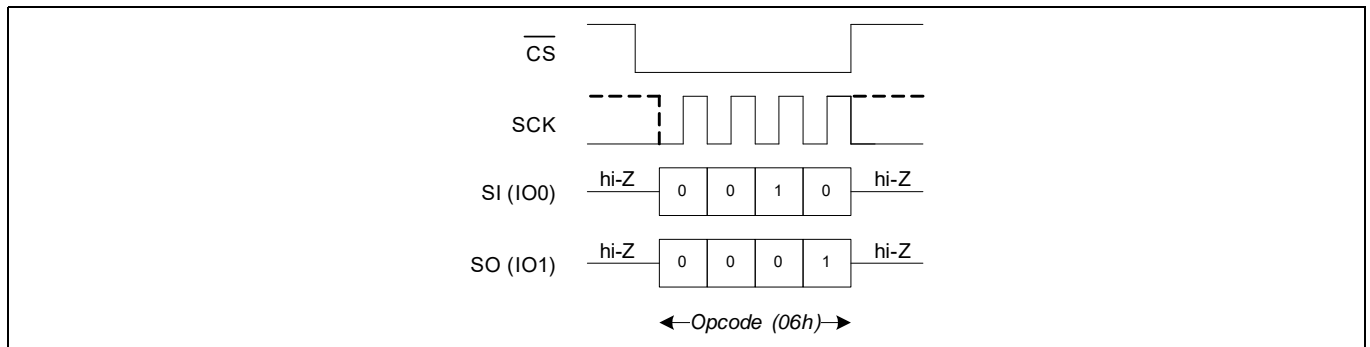 CS
SCK
SI (IO0) hi-Z 0 0 1 0 hi-Z
SO (IO1) hi-Z 0 0 0 1 hi-Z
Opcode (06h)